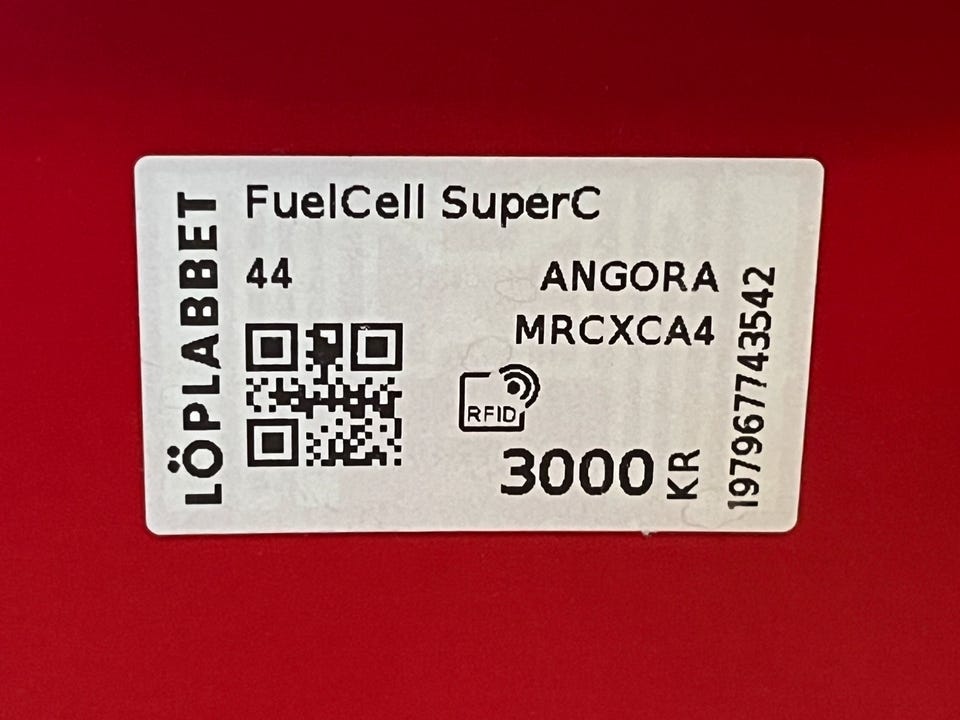 LÖPLABBET
FuelCell SuperC
44
ANGORA
MRCXCA4
RFID
3000 KR
197967743542